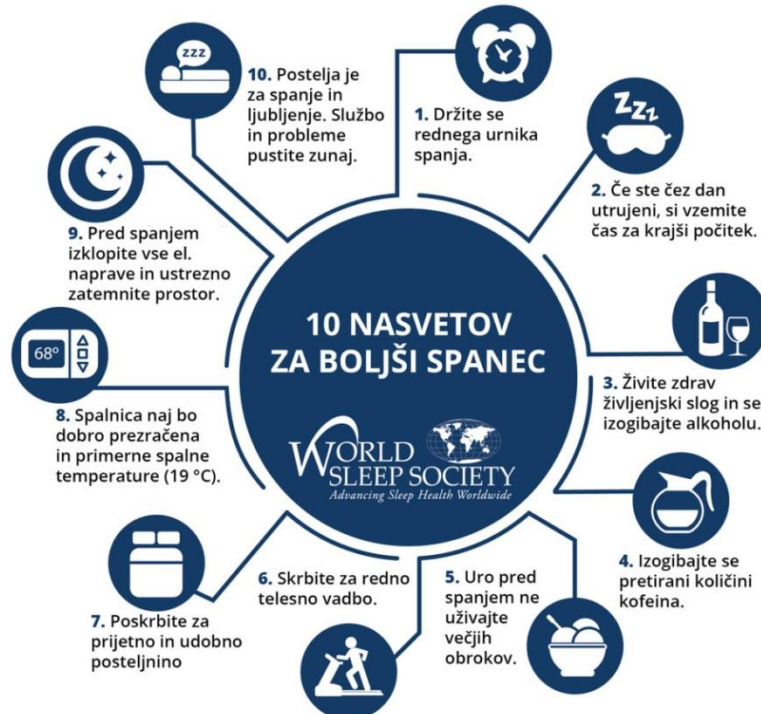 10 NASVETOV
ZA BOLJŠI SPANEC
WORLD
SLEEP SOCIETY
Advancing Sleep Health Worldwide
1. Držite se
rednega urnika
spanja.
zZz
2. Če ste čez dan
utrujeni, si vzemite
čas za krajši počitek.
3. Živite zdrav
življenjski slog in se
izogibajte alkoholu.
4. Izogibajte se
pretirani količini
kofeina.
5. Uro pred
spanjem ne
uživajte
večjih
obrokov.
6. Skrbite za redno
telesno vadbo.
7. Poskrbite za
prijetno in udobno
posteljnino
68º
8. Spalnica naj bo
dobro prezračena
in primerne spalne
temperature (19 °C).
9. Pred spanjem
izklopite vse el.
naprave in ustrezno
zatemnite prostor.
zzz
10. Postelja je
za spanje in
ljubljenje. Službo
in probleme
pustite zunaj.